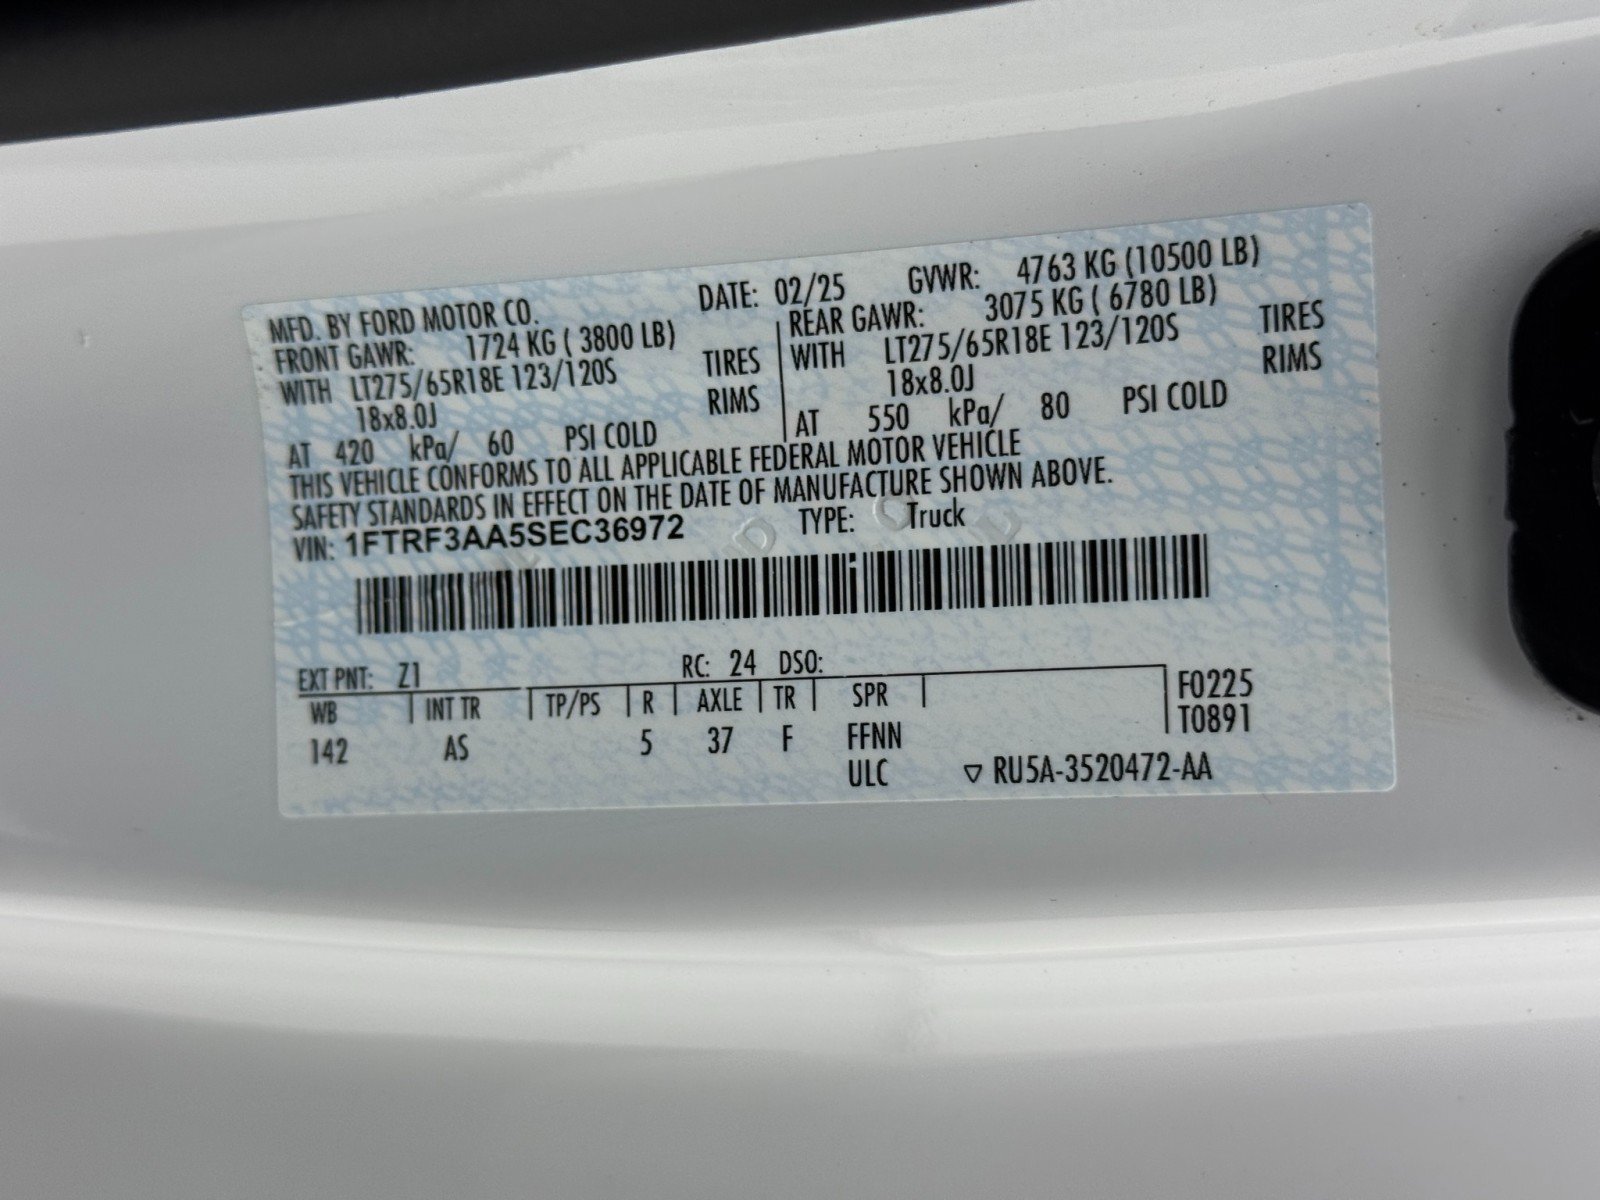 MFD. BY FORD MOTOR CO. DATE: 02/25 GVWR: 4763 KG (10500 LB)
FRONT GAWR: 1724 KG ( 3800 LB) REAR GAWR: 3075 KG ( 6780 LB)
WITH LT275/65R18E 123/120S TIRES WITH LT275/65R18E 123/120S TIRES
18x8.0J RIMS 18x8.0J RIMS
AT 420 kPa/ 60 PSI COLD AT 550 kPa/ 80 PSI COLD
THIS VEHICLE CONFORMS TO ALL APPLICABLE FEDERAL MOTOR VEHICLE
SAFETY STANDARDS IN EFFECT ON THE DATE OF MANUFACTURE SHOWN ABOVE.
VIN: 1FTRF3AA5SEC36972 TYPE: Truck
EXT PNT: Z1 RC: 24 DSO:
WB INT TR TP/PS R AXLE TR SPR F0225
142 AS 5 37 F FFNN T0891
ULC ▽ RU5A-3520472-AA